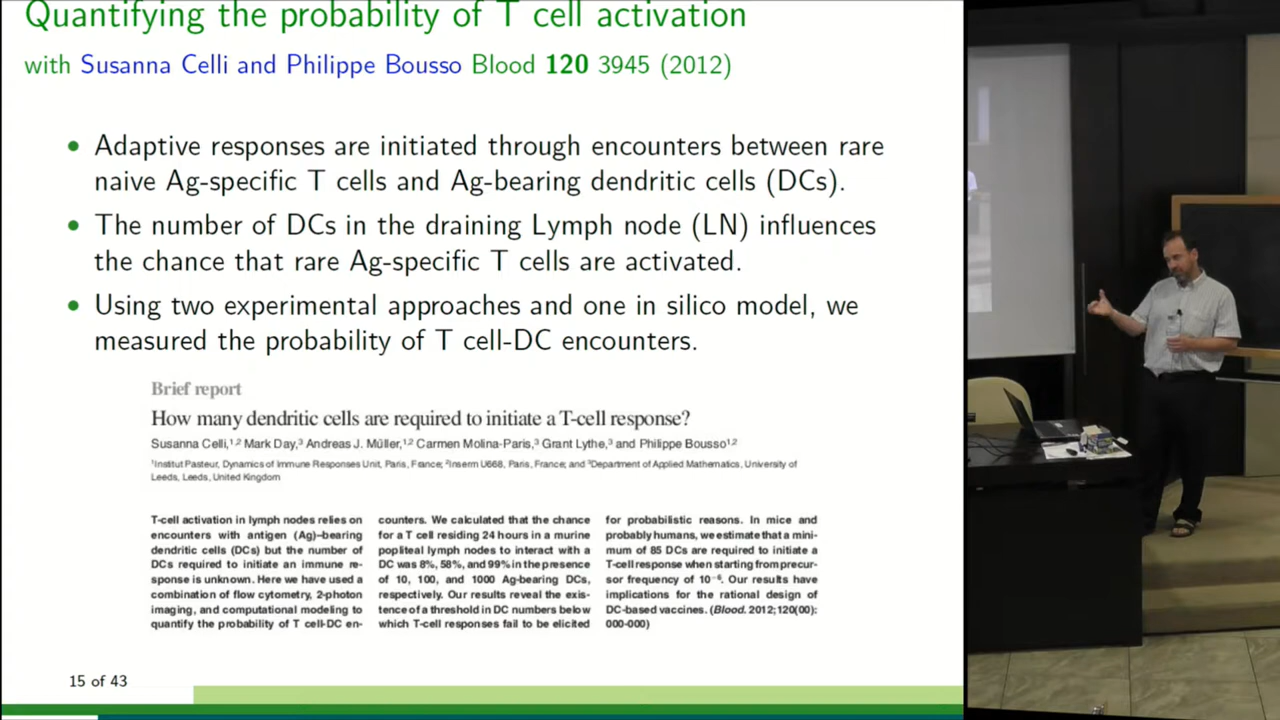 Quantifying the probability of T cell activation
with Susanna Celli and Philippe Bousso Blood 120 3945 (2012)
• Adaptive responses are initiated through encounters between rare
naive Ag-specific T cells and Ag-bearing dendritic cells (DCs).
• The number of DCs in the draining Lymph node (LN) influences
the chance that rare Ag-specific T cells are activated.
• Using two experimental approaches and one in silico model, we
measured the probability of T cell-DC encounters.
Brief report
How many dendritic cells are required to initiate a T-cell response?
Susanna Celli,1,2 Mark Day,3 Andreas J. Müller,1,2 Carmen Molina-Paris,3 Grant Lythe,3 and Philippe Bousso1,2
1Institut Pasteur, Dynamics of Immune Responses Unit, Paris, France; 2Inserm U668, Paris, France; and 3Department of Applied Mathematics, University of
Leeds, Leeds, United Kingdom
T-cell activation in lymph nodes relies on
encounters with antigen (Ag)–bearing
dendritic cells (DCs) but the number of
DCs required to initiate an immune re-
sponse is unknown. Here we have used a
combination of flow cytometry, 2-photon
imaging, and computational modeling to
quantify the probability of T cell-DC en-
counters. We calculated that the chance
for a T cell residing 24 hours in a murine
popliteal lymph nodes to interact with a
DC was 8%, 58%, and 99% in the presence
of 10, 100, and 1000 Ag-bearing DCs,
respectively. Our results reveal the exis-
tence of a threshold in DC numbers below
which T-cell responses fail to be elicited
for probabilistic reasons. In mice and
probably humans, we estimate that a mini-
mum of 85 DCs are required to initiate a
T-cell response when starting from precur-
sor frequency of 10⁻⁶. Our results have
implications for the rational design of
DC-based vaccines. (Blood. 2012;120(00):
000-000)
15 of 43